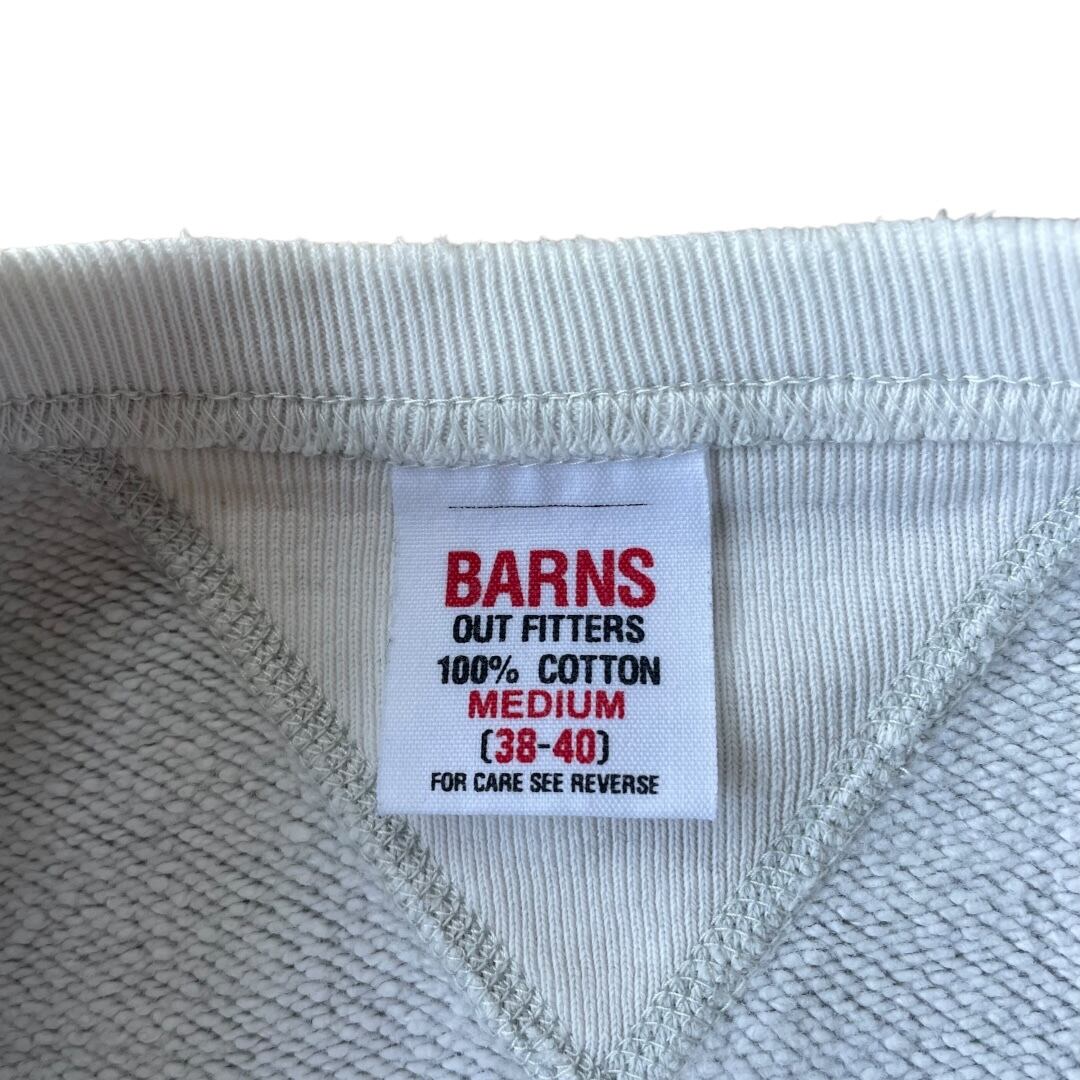 BARNS
OUT FITTERS
100% COTTON
MEDIUM
(38-40)
FOR CARE SEE REVERSE